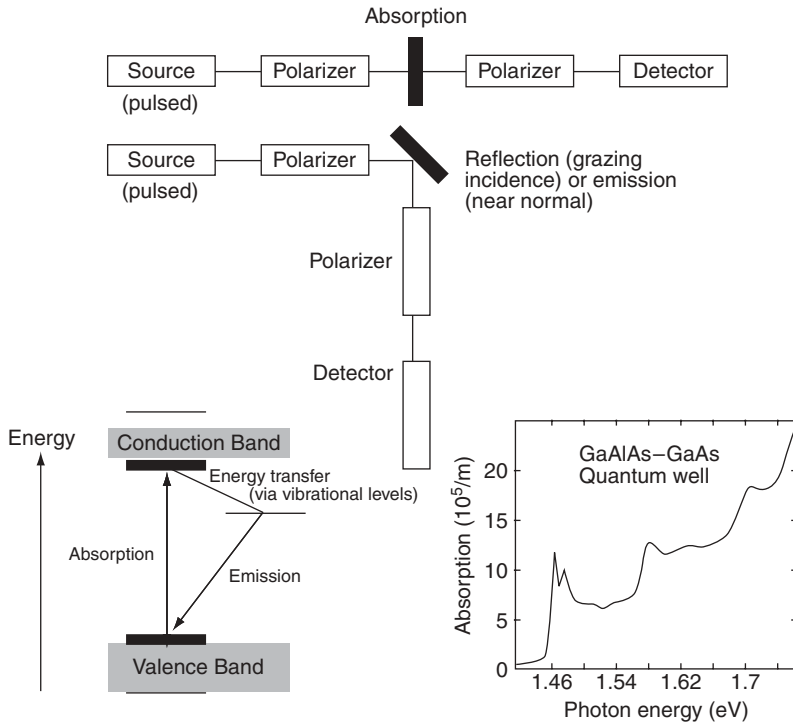 Absorption
Source
Polarizer
Polarizer
Detector
(pulsed)
Source
Polarizer
(pulsed)
Reflection (grazing
incidence) or emission
(near normal)
Polarizer
Detector
Energy
Conduction Band
Energy transfer
(via vibrational levels)
Absorption
Emission
Valence Band
GaAlAs–GaAs
Quantum well
Absorption (10⁵/m)
20
15
10
5
0
1.46
1.54
1.62
1.7
Photon energy (eV)